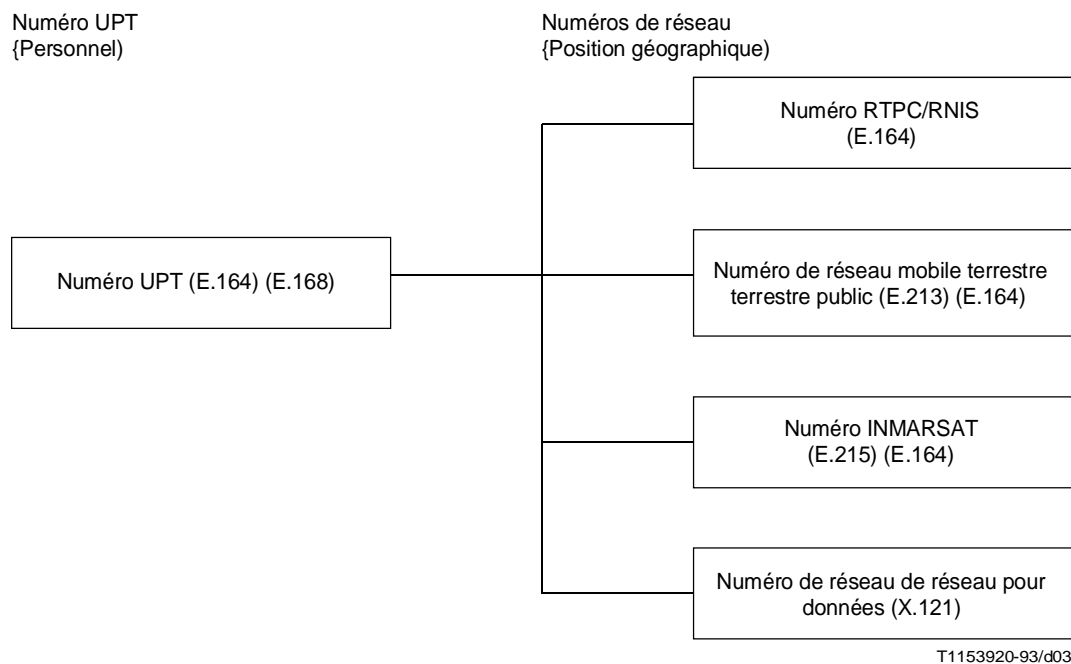 Numéro UPT
{Personnel)
Numéros de réseau
{Position géographique)
Numéro RTPC/RNIS
(E.164)
Numéro UPT (E.164) (E.168)
Numéro de réseau mobile terrestre
terrestre public (E.213) (E.164)
Numéro INMARSAT
(E.215) (E.164)
Numéro de réseau de réseau pour
données (X.121)
T1153920-93/d03